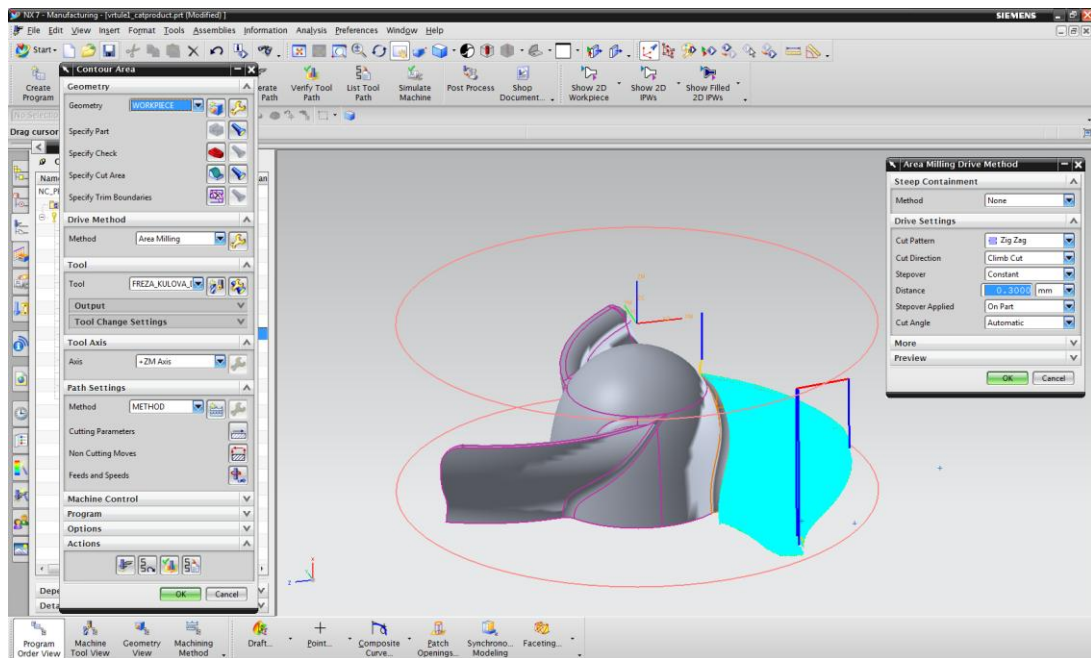 NX 7 - Manufacturing - [vrtule1_catproduct.prt (Modified) ]
SIEMENS
File Edit View Insert Format Tools Assemblies Information Analysis Preferences Window Help
Start
Contour Area
Create Program
Path
Verify Tool Path
List Tool Path
Simulate Machine
Post Process
Shop Document...
Show 2D Workpiece
Show 2D IPWs
Show Filled 2D IPWs
Geometry
Geometry WORKPIECE
Drag cursor
Specify Part
Specify Check
Specify Cut Area
Specify Trim Boundaries
Drive Method
Method Area Milling
Tool
Tool FREZA_KULOVA_
Output
Tool Change Settings
Tool Axis
Axis +ZM Axis
Path Settings
Method METHOD
Cutting Parameters
Non Cutting Moves
Feeds and Speeds
Machine Control
Program
Options
Actions
OK Cancel
Area Milling Drive Method
Steep Containment
Method None
Drive Settings
Cut Pattern Zig Zag
Cut Direction Climb Cut
Stepover Constant
Distance 0.3000 mm
Stepover Applied On Part
Cut Angle Automatic
More
Preview
OK Cancel
Program Order View
Machine Tool View
Geometry View
Machining Method
Draft...
Point...
Composite Curve...
Patch Openings...
Synchrono... Modeling
Faceting...